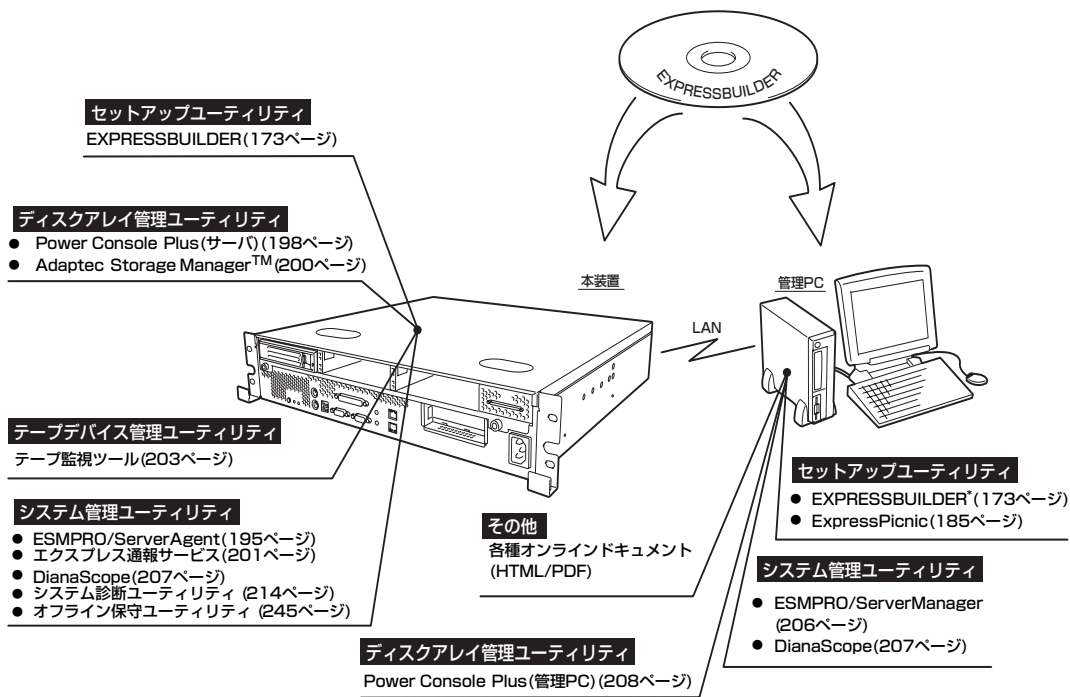 EXPRESSBUILDER
セットアップユーティリティ
EXPRESSBUILDER(173ページ)
ディスクアレイ管理ユーティリティ
● Power Console Plus(サーバ)(198ページ)
● Adaptec Storage Manager™(200ページ)
本装置
管理PC
LAN
テープデバイス管理ユーティリティ
テープ監視ツール(203ページ)
システム管理ユーティリティ
● ESMPRO/ServerAgent(195ページ)
● エクスプレス通報サービス(201ページ)
● DianaScope(207ページ)
● システム診断ユーティリティ(214ページ)
● オフライン保守ユーティリティ(245ページ)
その他
各種オンラインドキュメント
(HTML/PDF)
セットアップユーティリティ
● EXPRESSBUILDER*(173ページ)
● ExpressPicnic(185ページ)
システム管理ユーティリティ
● ESMPRO/ServerManager
(206ページ)
● DianaScope(207ページ)
ディスクアレイ管理ユーティリティ
Power Console Plus(管理PC)(208ページ)